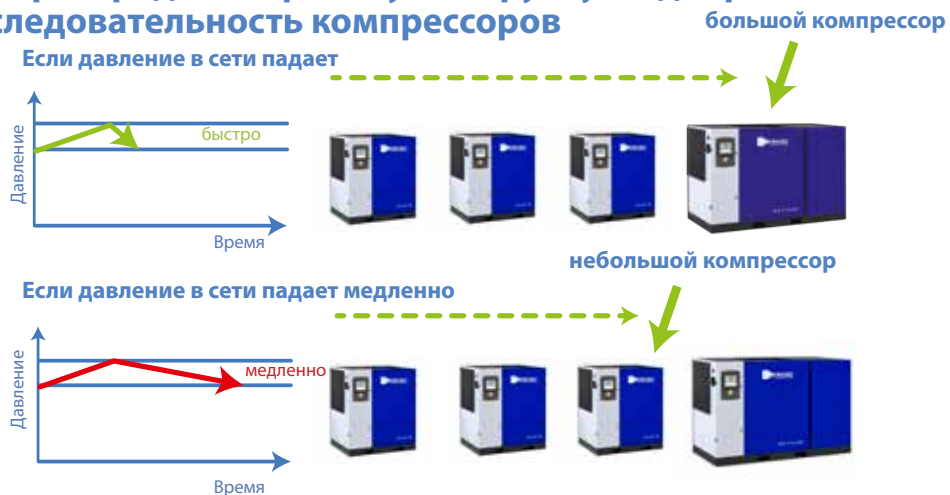 следовательность компрессоров
большой компрессор
Если давление в сети падает
быстро
Давление
Время
небольшой компрессор
Если давление в сети падает медленно
медленно
Давление
Время